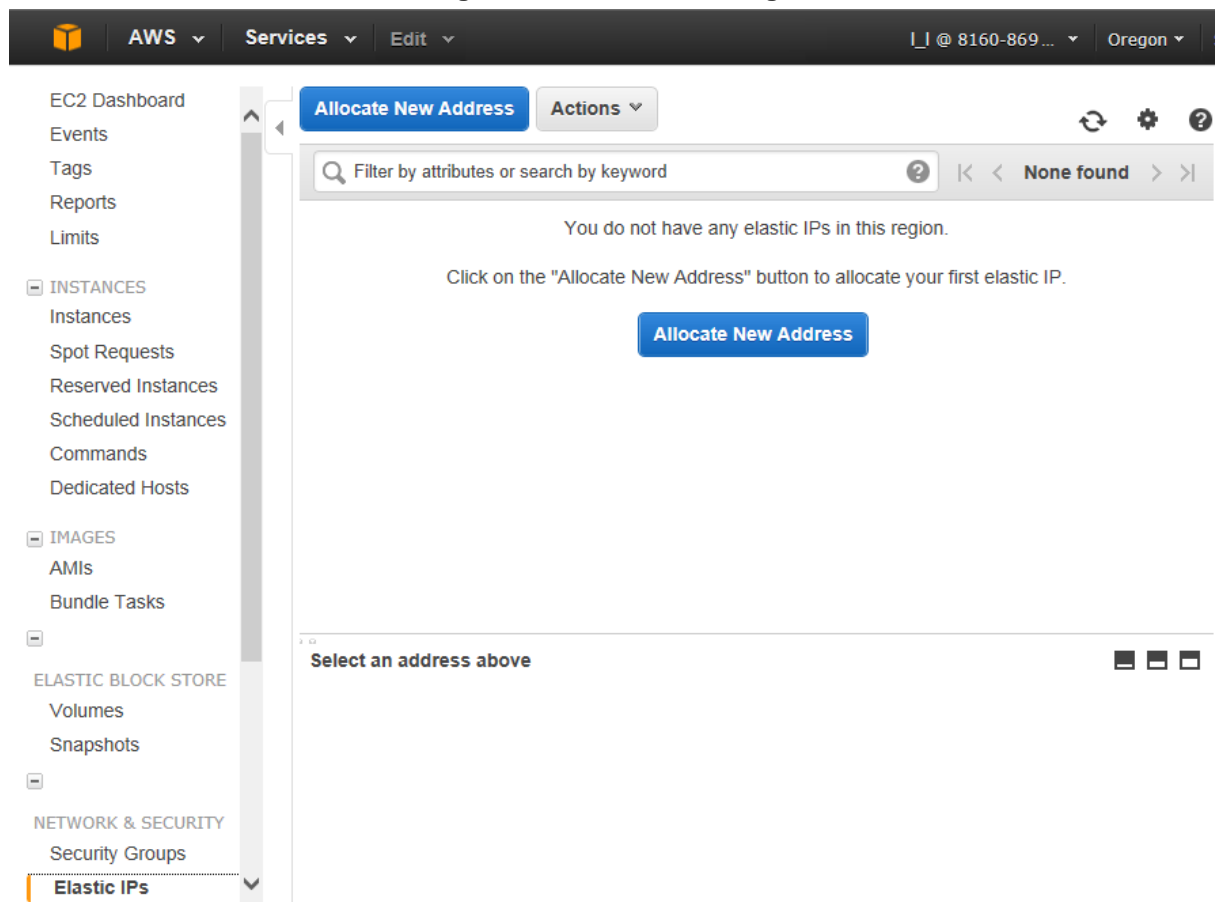 AWS Services Edit l_l @ 8160-869... Oregon
EC2 Dashboard
Events
Tags
Reports
Limits
INSTANCES
Instances
Spot Requests
Reserved Instances
Scheduled Instances
Commands
Dedicated Hosts
IMAGES
AMIs
Bundle Tasks
ELASTIC BLOCK STORE
Volumes
Snapshots
NETWORK & SECURITY
Security Groups
Elastic IPs
Allocate New Address Actions
Filter by attributes or search by keyword None found
You do not have any elastic IPs in this region.
Click on the "Allocate New Address" button to allocate your first elastic IP.
Allocate New Address
Select an address above